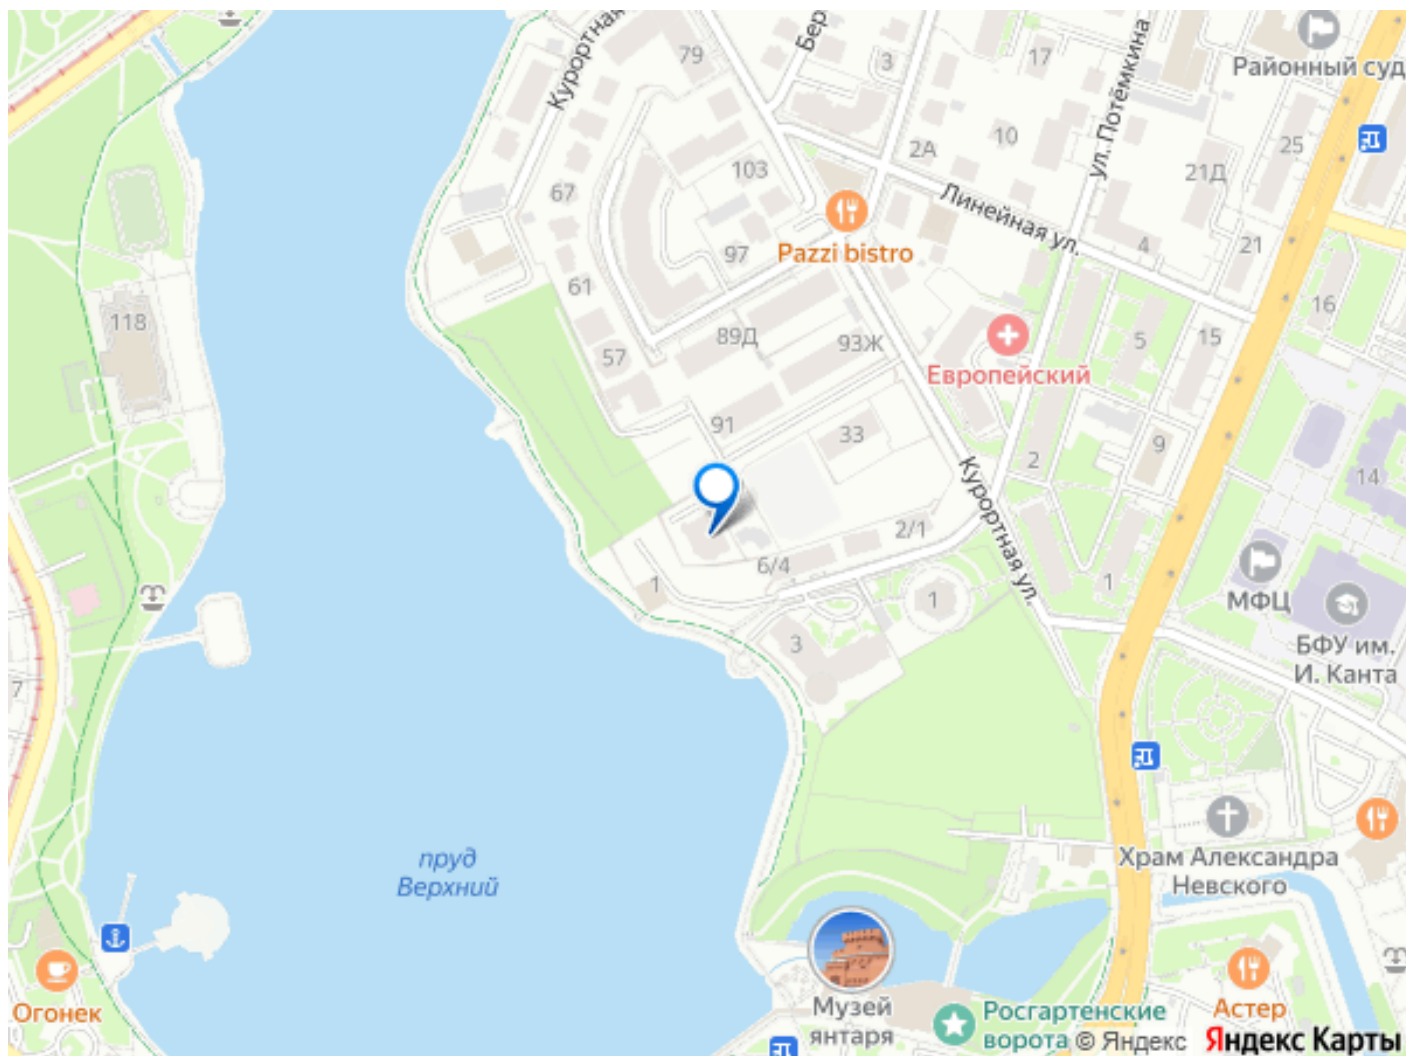 Курортная
79
Бер
3
17
ул. Потёмкина
Районный суд
10
2А
25
103
21Д
67
Линейная ул.
Pazzi bistro
97
4
21
61
16
118
89Д
93Ж
5
15
57
Европейский
91
33
2
9
Курортная ул.
14
2/1
6/4
1
1
1
МФЦ
БФУ им.
И. Канта
3
7
пруд
Верхний
Храм Александра
Невского
Огонек
Музей
янтаря
Росгартенские
ворота
Астер
© Яндекс
Яндекс Карты